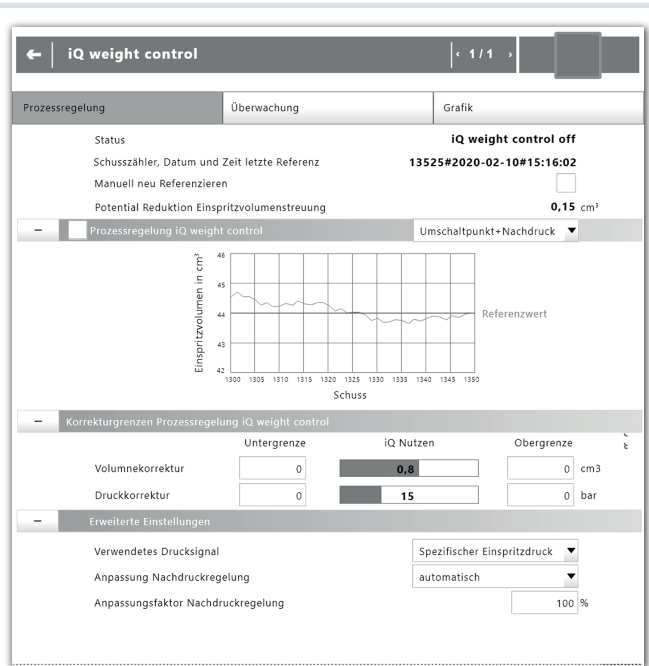 iQ weight control ‹ 1/1 ›
Prozessregelung Überwachung Grafik
Status iQ weight control off
Schusszähler, Datum und Zeit letzte Referenz 13525#2020-02-10#15:16:02
Manuell neu Referenzieren
Potential Reduktion Einspritzvolumenstreuung 0,15 cm³
– Prozessregelung iQ weight control Umschaltpunkt+Nachdruck
Einspritzvolumen in cm³
46
45
44
43
42
Referenzwert
1300 1305 1310 1315 1320 1325 1330 1335 1340 1345 1350
Schuss
– Korrekturgrenzen Prozessregelung iQ weight control
Untergrenze iQ Nutzen Obergrenze
Volumnekorrektur 0 0,8 0 cm3
Druckkorrektur 0 15 0 bar
– Erweiterte Einstellungen
Verwendetes Drucksignal Spezifischer Einspritzdruck
Anpassung Nachdruckregelung automatisch
Anpassungsfaktor Nachdruckregelung 100 %